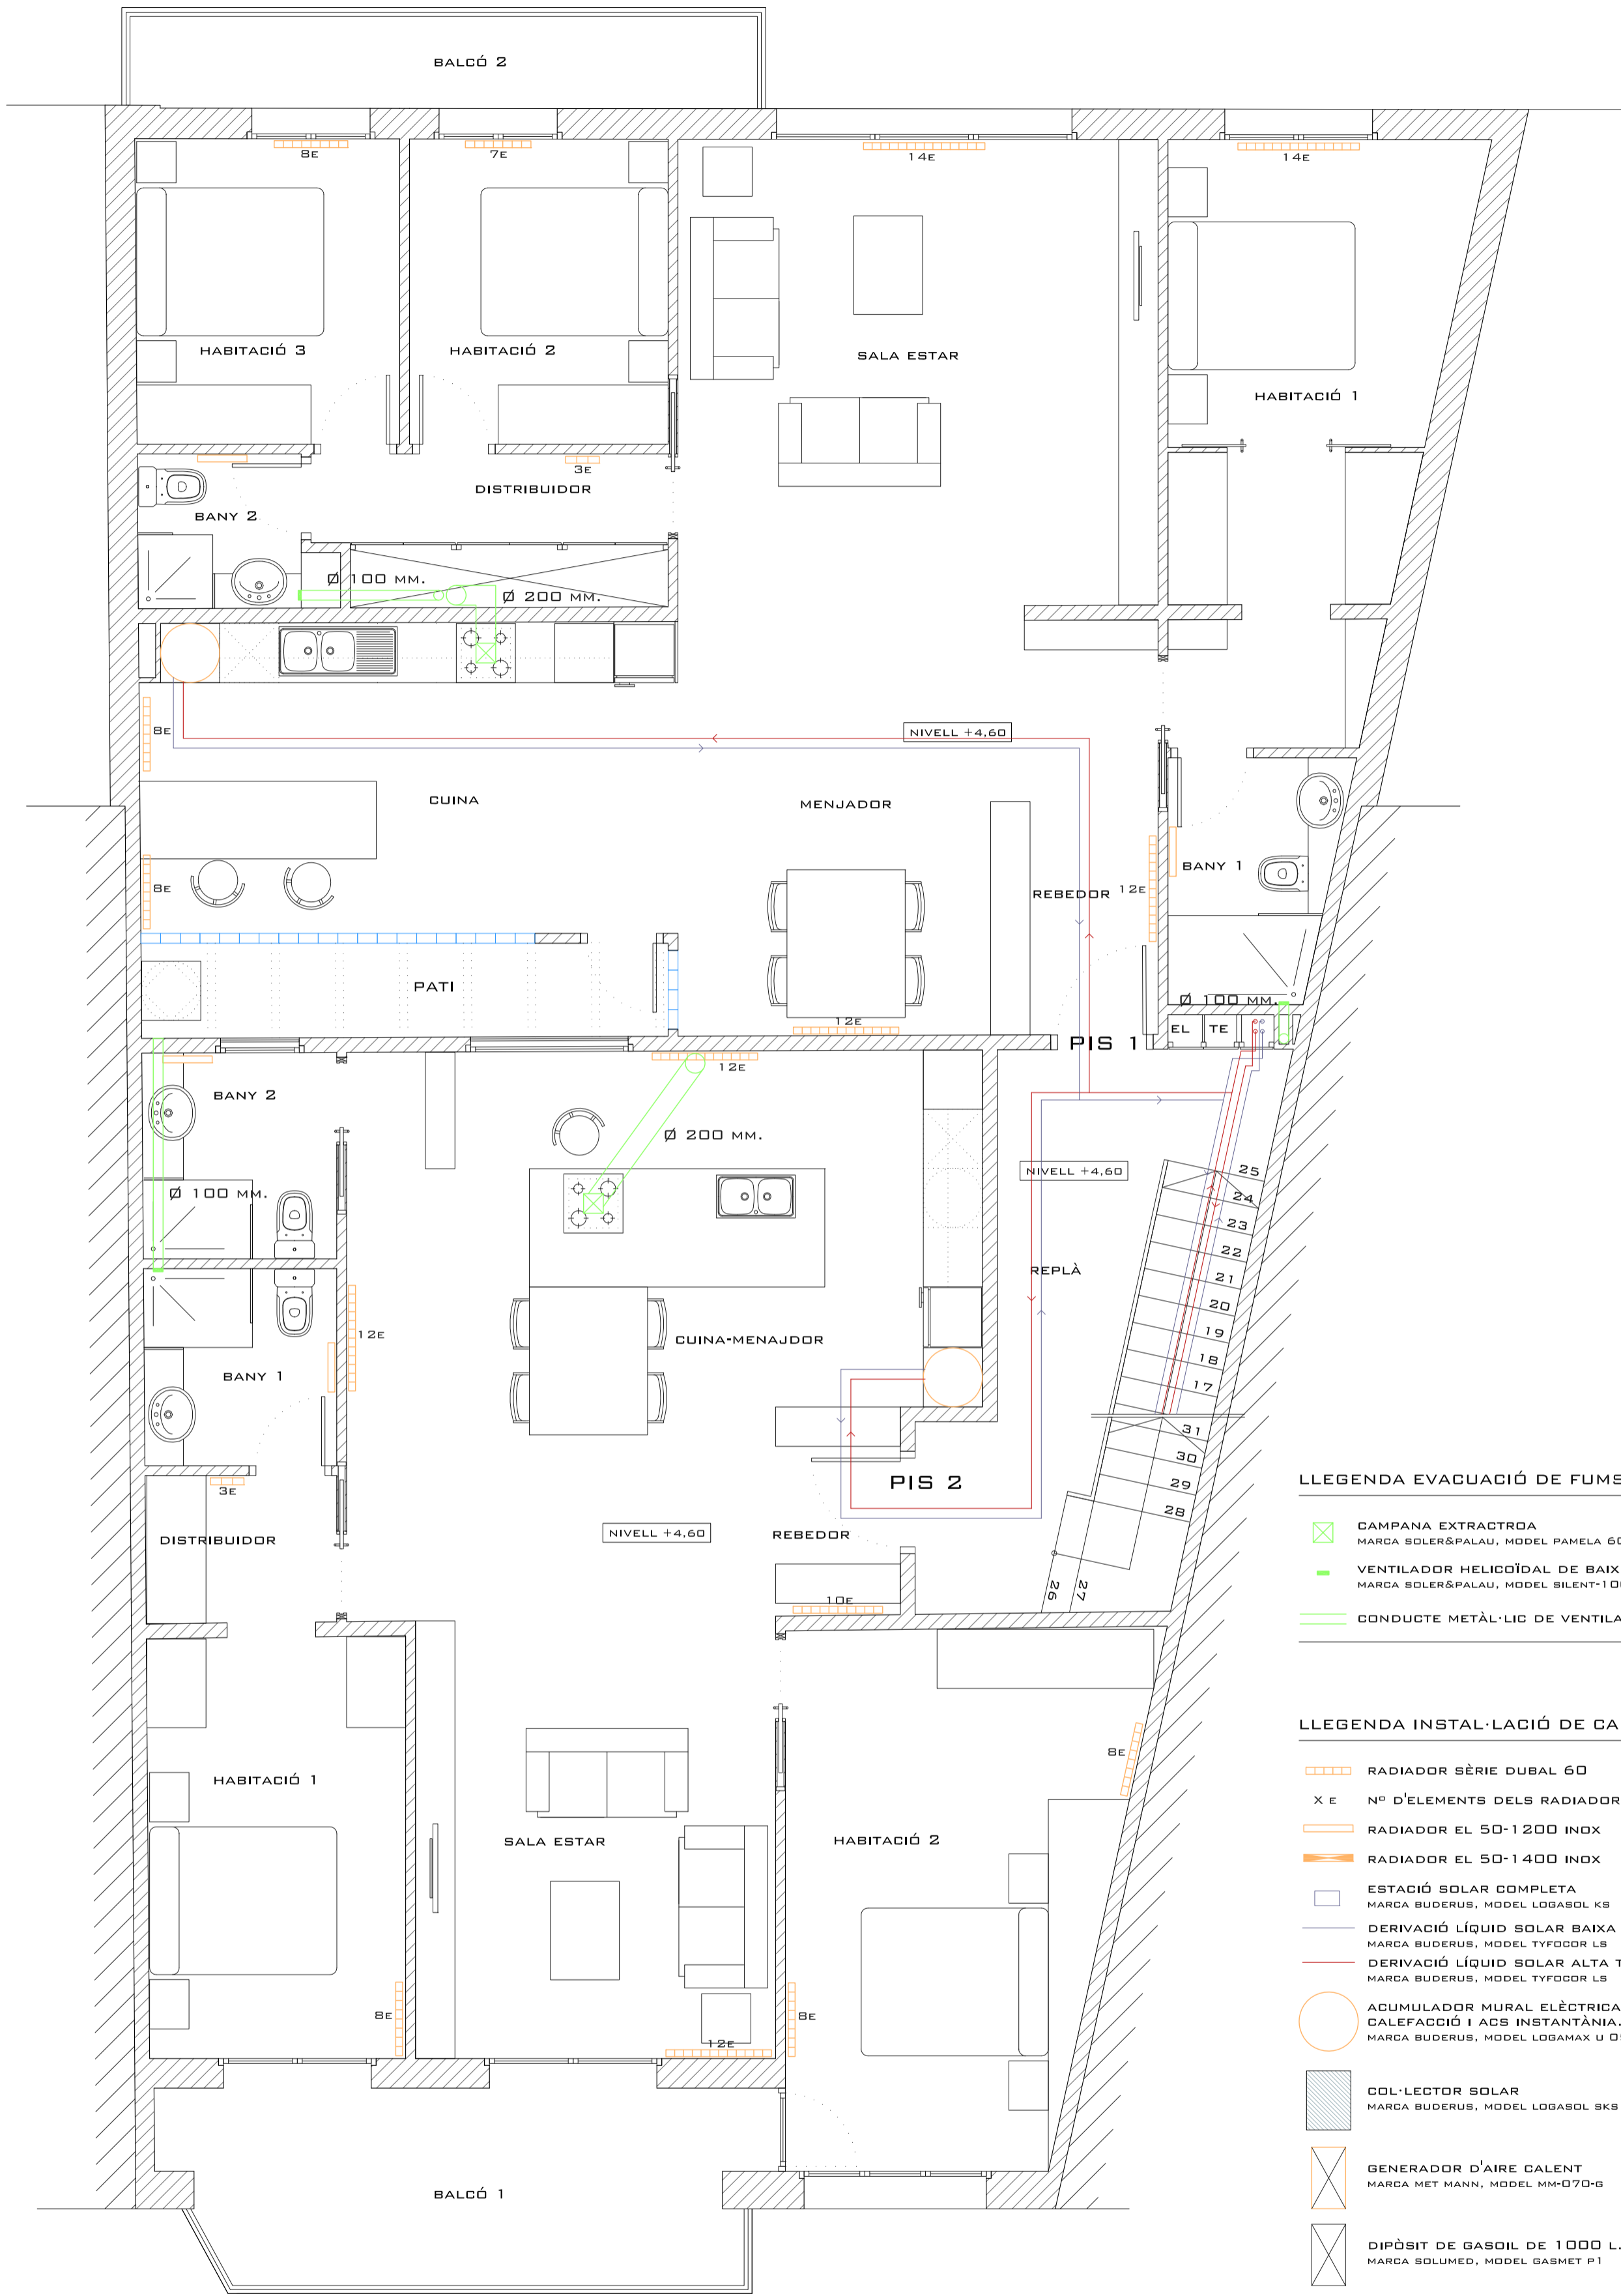 BALCÓ 2
8E
7E
14E
14E
HABITACIÓ 3
HABITACIÓ 2
SALA ESTAR
HABITACIÓ 1
3E
DISTRIBUIDOR
BANY 2
Ø 100 MM.
Ø 200 MM.
8E
NIVELL +4,60
CUINA
MENJADOR
BANY 1
8E
REBEDOR
12E
PATI
Ø 100 MM.
12E
EL
TE
PIS 1
12E
BANY 2
Ø 200 MM.
NIVELL +4,60
25
24
23
22
21
20
19
18
17
31
30
29
28
27
26
Ø 100 MM.
REPLÀ
12E
CUINA-MENAJDOR
BANY 1
PIS 2
3E
NIVELL +4,60
REBEDOR
DISTRIBUIDOR
10E
8E
HABITACIÓ 1
SALA ESTAR
HABITACIÓ 2
8E
8E
12E
BALCÓ 1
LLEGENDA EVACUACIÓ DE FUMS
CAMPANA EXTRACTROA
MARCA SOLER&PALAU, MODEL PAMELA 60
VENTILADOR HELICOÏDAL DE BAIX
MARCA SOLER&PALAU, MODEL SILENT-10
CONDUCTE METÀL·LIC DE VENTILA
LLEGENDA INSTAL·LACIÓ DE CA
RADIADOR SÈRIE DUBAL 60
X E Nº D'ELEMENTS DELS RADIADOR
RADIADOR EL 50-1200 INOX
RADIADOR EL 50-1400 INOX
ESTACIÓ SOLAR COMPLETA
MARCA BUDERUS, MODEL LOGASOL KS
DERIVACIÓ LÍQUID SOLAR BAIXA
MARCA BUDERUS, MODEL TYFOCOR LS
DERIVACIÓ LÍQUID SOLAR ALTA T
MARCA BUDERUS, MODEL TYFOCOR LS
ACUMULADOR MURAL ELÈCTRICA
CALEFACCIÓ I ACS INSTANTÀNIA.
MARCA BUDERUS, MODEL LOGAMAX U 0
COL·LECTOR SOLAR
MARCA BUDERUS, MODEL LOGASOL SKS
GENERADOR D'AIRE CALENT
MARCA MET MANN, MODEL MM-070-G
DIPÒSIT DE GASOIL DE 1000 L.
MARCA SOLUMED, MODEL GASMET P1